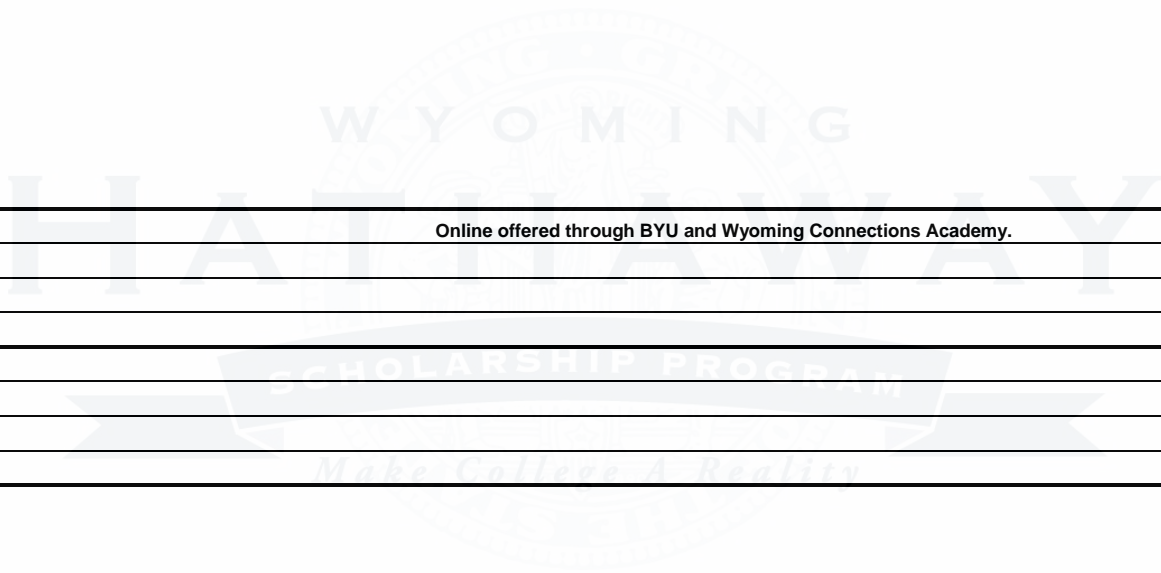 WYOMING
HATHAWAY
Online offered through BYU and Wyoming Connections Academy.
SCHOLARSHIP PROGRAM
Make College A Reality